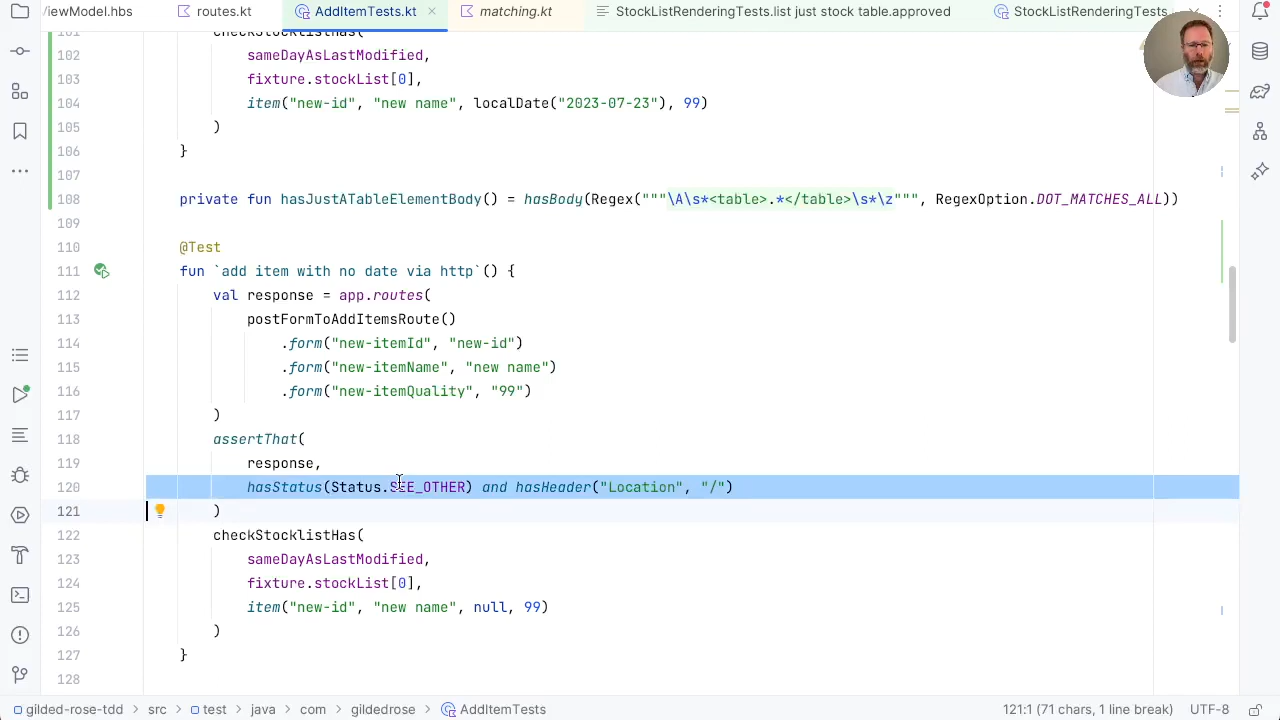 ViewModel.hbs routes.kt AddItemTests.kt matching.kt StockListRenderingTests.list just stock table.approved StockListRenderingTests
101 checkStocklistHas(
102 sameDayAsLastModified,
103 fixture.stockList[0],
104 item("new-id", "new name", localDate("2023-07-23"), 99)
105 )
106 }
107
108 private fun hasJustATableElementBody() = hasBody(Regex("""\A\s*<table>.*</table>\s*\z""", RegexOption.DOT_MATCHES_ALL))
109
110 @Test
111 fun `add item with no date via http`() {
112 val response = app.routes(
113 postFormToAddItemsRoute()
114 .form("new-itemId", "new-id")
115 .form("new-itemName", "new name")
116 .form("new-itemQuality", "99")
117 )
118 assertThat(
119 response,
120 hasStatus(Status.SEE_OTHER) and hasHeader("Location", "/")
121 )
122 checkStocklistHas(
123 sameDayAsLastModified,
124 fixture.stockList[0],
125 item("new-id", "new name", null, 99)
126 )
127 }
128
gilded-rose-tdd > src > test > java > com > gildedrose > AddItemTests 121:1 (71 chars, 1 line break) UTF-8